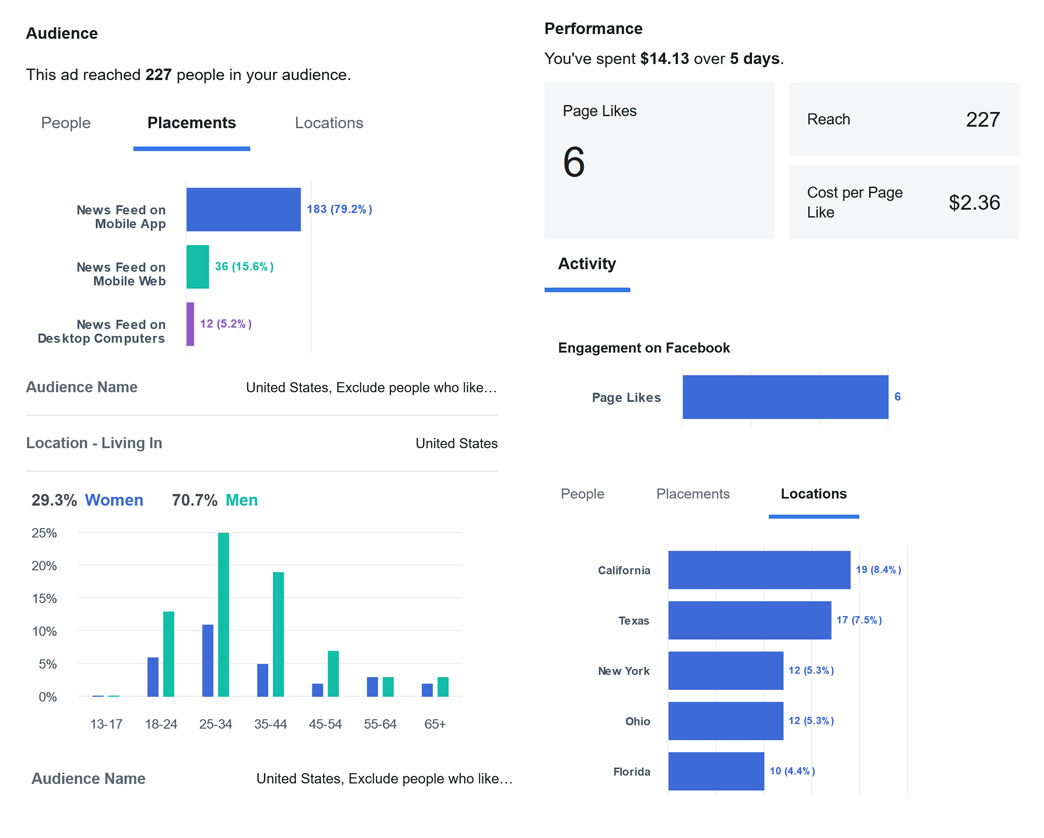 Audience
This ad reached 227 people in your audience.
People Placements Locations
News Feed on
Mobile App
183 (79.2%)
News Feed on
Mobile Web
36 (15.6%)
News Feed on
Desktop Computers
12 (5.2%)
Audience Name United States, Exclude people who like…
Location - Living In United States
29.3% Women 70.7% Men
25%
20%
15%
10%
5%
0%
13-17 18-24 25-34 35-44 45-54 55-64 65+
Audience Name United States, Exclude people who like…
Performance
You've spent $14.13 over 5 days.
Page Likes
6
Reach 227
Cost per Page
Like
$2.36
Activity
Engagement on Facebook
Page Likes 6
People Placements Locations
California 19 (8.4%)
Texas 17 (7.5%)
New York 12 (5.3%)
Ohio 12 (5.3%)
Florida 10 (4.4%)